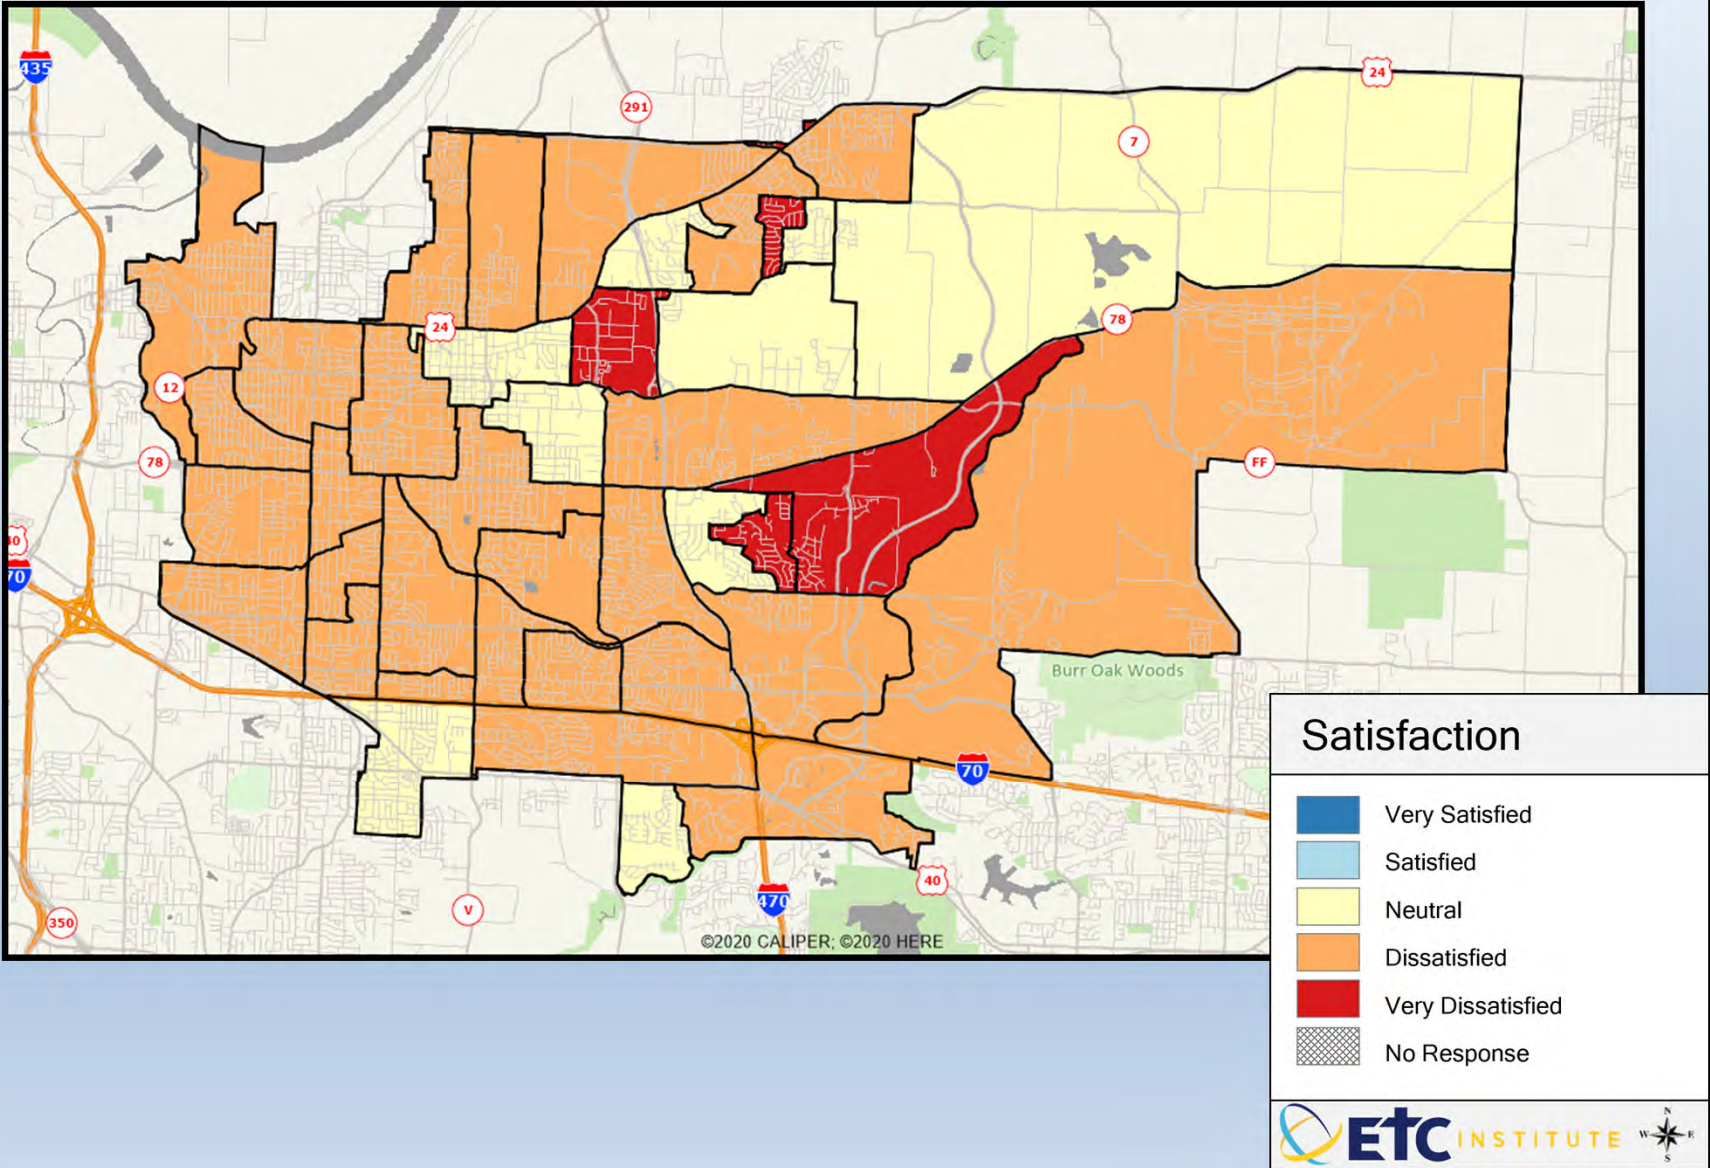 435
291
24
7
24
78
12
78
FF
40
70
Burr Oak Woods
70
40
V
350
470
©2020 CALIPER; ©2020 HERE
Satisfaction
Very Satisfied
Satisfied
Neutral
Dissatisfied
Very Dissatisfied
No Response
ETC INSTITUTE
N
W E
S